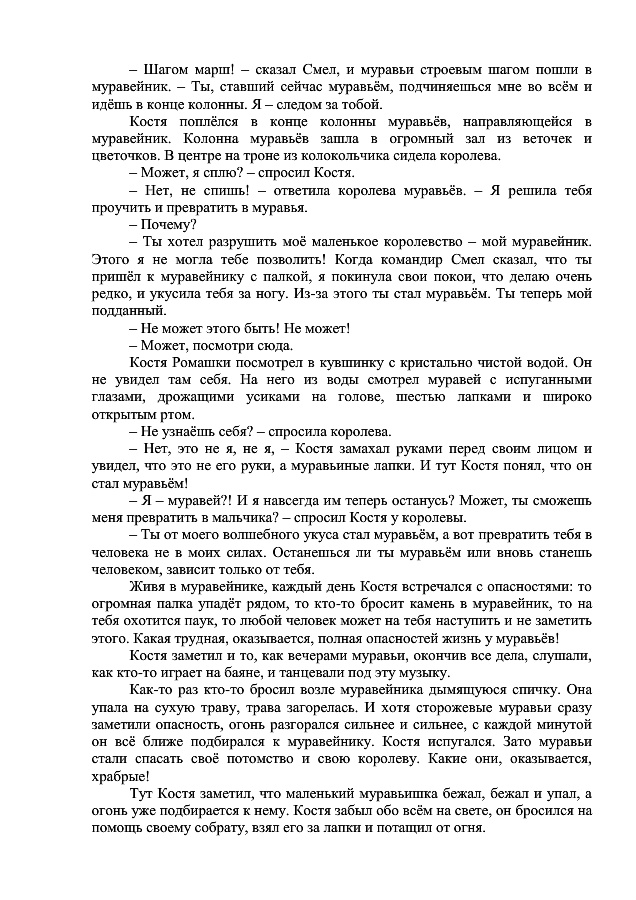 – Шагом марш! – сказал Смел, и муравьи строевым шагом пошли в
муравейник. – Ты, ставший сейчас муравьём, подчиняешься мне во всём и
идёшь в конце колонны. Я – следом за тобой.
Костя поплёлся в конце колонны муравьёв, направляющейся в
муравейник. Колонна муравьёв зашла в огромный зал из веточек и
цветочков. В центре на троне из колокольчика сидела королева.
– Может, я сплю? – спросил Костя.
– Нет, не спишь! – ответила королева муравьёв. – Я решила тебя
проучить и превратить в муравья.
– Почему?
– Ты хотел разрушить моё маленькое королевство – мой муравейник.
Этого я не могла тебе позволить! Когда командир Смел сказал, что ты
пришёл к муравейнику с палкой, я покинула свои покои, что делаю очень
редко, и укусила тебя за ногу. Из-за этого ты стал муравьём. Ты теперь мой
подданный.
– Не может этого быть! Не может!
– Может, посмотри сюда.
Костя Ромашки посмотрел в кувшинку с кристально чистой водой. Он
не увидел там себя. На него из воды смотрел муравей с испуганными
глазами, дрожащими усиками на голове, шестью лапками и широко
открытым ртом.
– Не узнаёшь себя? – спросила королева.
– Нет, это не я, не я, – Костя замахал руками перед своим лицом и
увидел, что это не его руки, а муравьиные лапки. И тут Костя понял, что он
стал муравьём!
– Я – муравей?! И я навсегда им теперь останусь? Может, ты сможешь
меня превратить в мальчика? – спросил Костя у королевы.
– Ты от моего волшебного укуса стал муравьём, а вот превратить тебя в
человека не в моих силах. Останешься ли ты муравьём или вновь станешь
человеком, зависит только от тебя.
Живя в муравейнике, каждый день Костя встречался с опасностями: то
огромная палка упадёт рядом, то кто-то бросит камень в муравейник, то на
тебя охотится паук, то любой человек может на тебя наступить и не заметить
этого. Какая трудная, оказывается, полная опасностей жизнь у муравьёв!
Костя заметил и то, как вечерами муравьи, окончив все дела, слушали,
как кто-то играет на баяне, и танцевали под эту музыку.
Как-то раз кто-то бросил возле муравейника дымящуюся спичку. Она
упала на сухую траву, трава загорелась. И хотя сторожевые муравьи сразу
заметили опасность, огонь разгорался сильнее и сильнее, с каждой минутой
он всё ближе подбирался к муравейнику. Костя испугался. Зато муравьи
стали спасать своё потомство и свою королеву. Какие они, оказывается,
храбрые!
Тут Костя заметил, что маленький муравьишка бежал, бежал и упал, а
огонь уже подбирается к нему. Костя забыл обо всём на свете, он бросился на
помощь своему собрату, взял его за лапки и потащил от огня.